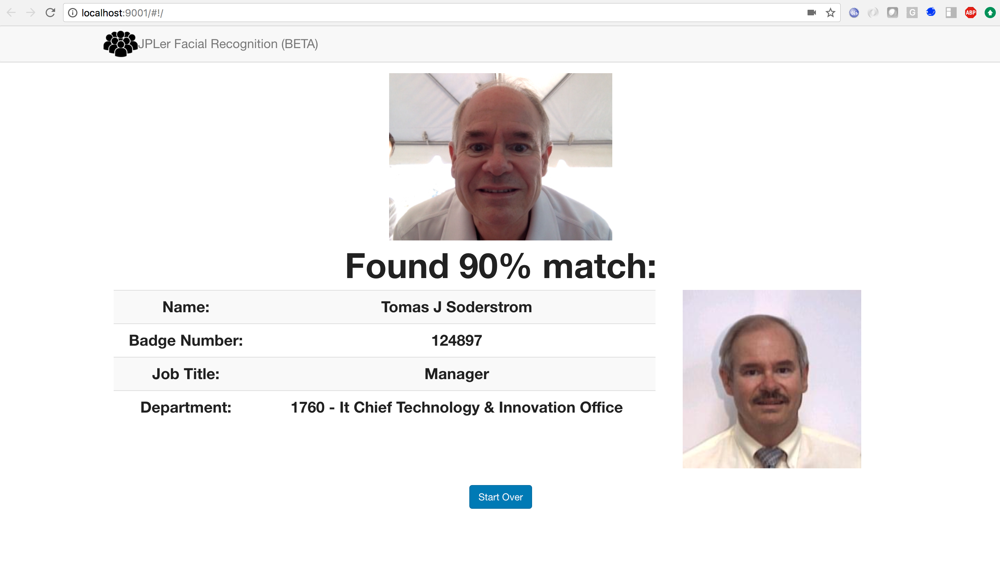 localhost:9001/#!/
Ws
G
ABP
JPLer Facial Recognition (BETA)
Found 90% match:
Name: Tomas J Soderstrom
Badge Number: 124897
Job Title: Manager
Department: 1760 - It Chief Technology & Innovation Office
Start Over